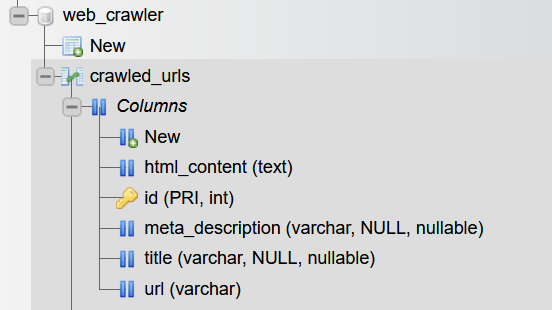 web_crawler
New
crawled_urls
Columns
New
html_content (text)
id (PRI, int)
meta_description (varchar, NULL, nullable)
title (varchar, NULL, nullable)
url (varchar)